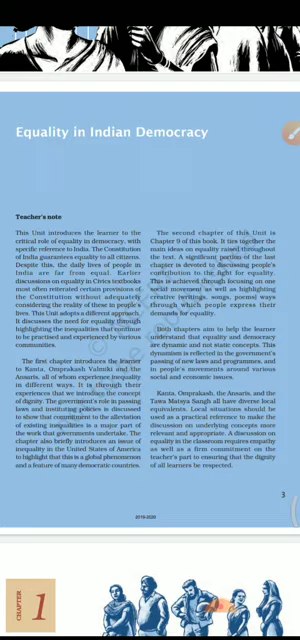 Equality in Indian Democracy
Teacher's note
This Unit introduces the learner to the
critical role of equality in democracy, with
specific reference to India. The Constitution
of India guarantees equality to all citizens.
Despite this, the daily lives of people in
India are far from equal. Earlier
discussions on equality in Civics textbooks
most often reiterated certain provisions of
the Constitution without adequately
considering the reality of these in people's
lives. This Unit adopts a different approach.
It discusses the need for equality through
highlighting the inequalities that continue
to be practised and experienced by various
communities.
The first chapter introduces the learner
to Kanta, Omprakash Valmiki and the
Ansaris, all of whom experience inequality
in different ways. It is through their
experiences that we introduce the concept
of dignity. The government's role in passing
laws and instituting policies is discussed
to show that commitment to the alleviation
of existing inequalities is a major part of
the work that governments undertake. The
chapter also briefly introduces an issue of
inequality in the United States of America
to highlight that this is a global phenomenon
and a feature of many democratic countries.
The second chapter of this Unit is
Chapter 9 of this book. It ties together the
main ideas on equality raised throughout
the text. A significant portion of the last
chapter is devoted to discussing people's
contribution to the fight for equality.
This is achieved through focusing on one
social movement as well as highlighting
creative (writings, songs, poems) ways
through which people express their
demands for equality.
Both chapters aim to help the learner
understand that equality and democracy
are dynamic and not static concepts. This
dynamism is reflected in the government's
passing of new laws and programmes, and
in people's movements around various
social and economic issues.
Kanta, Omprakash, the Ansaris, and the
Tawa Matsya Sangh all have diverse local
equivalents. Local situations should be
used as a practical reference to make the
discussion on underlying concepts more
relevant and appropriate. A discussion on
equality in the classroom requires empathy
as well as a firm commitment on the
teacher's part to ensuring that the dignity
of all learners be respected.
3
CHAPTER
1